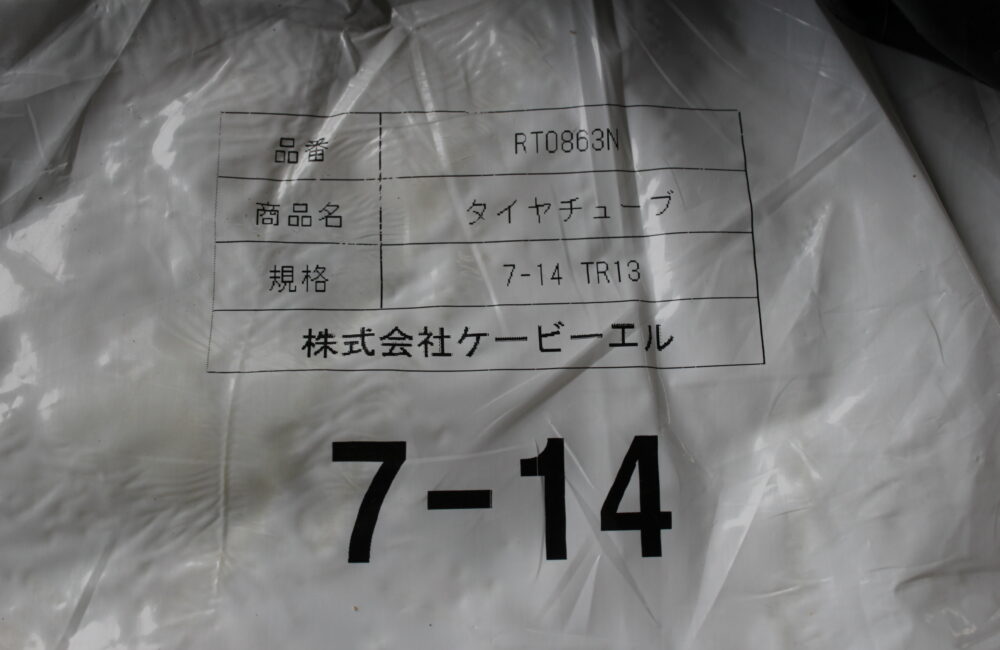 品番 RT0863N
商品名 タイヤチューブ
規格 7-14 TR13
株式会社ケービーエル
7-14